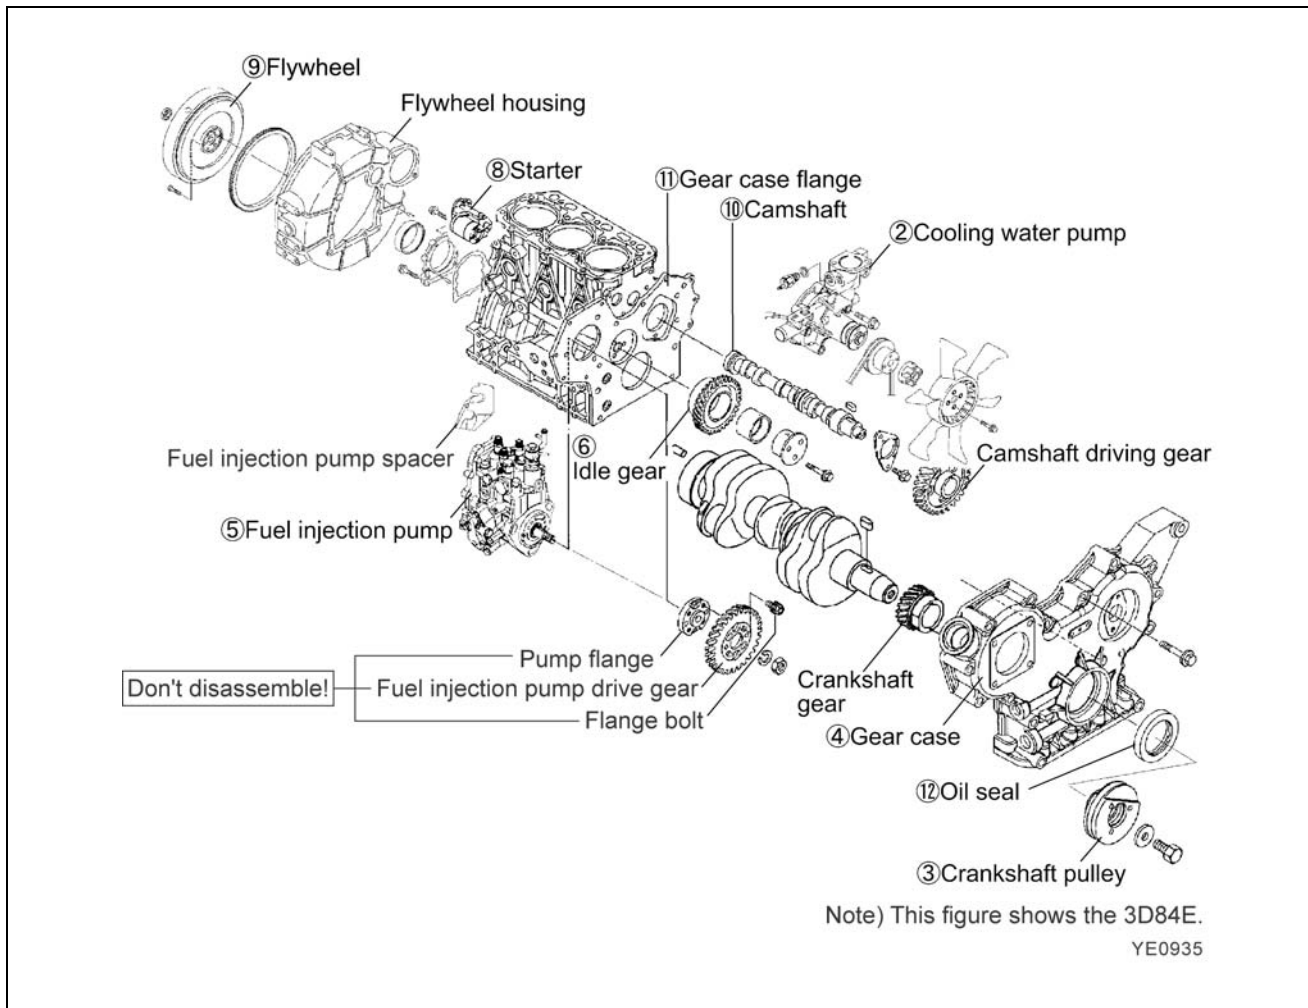 ⑨Flywheel
Flywheel housing
⑧Starter
⑪Gear case flange
⑩Camshaft
②Cooling water pump
Fuel injection pump spacer
⑥
Idle gear
Camshaft driving gear
⑤Fuel injection pump
Pump flange
Don't disassemble!
Fuel injection pump drive gear
Flange bolt
Crankshaft
gear
④Gear case
⑫Oil seal
③Crankshaft pulley
Note) This figure shows the 3D84E.
YE0935